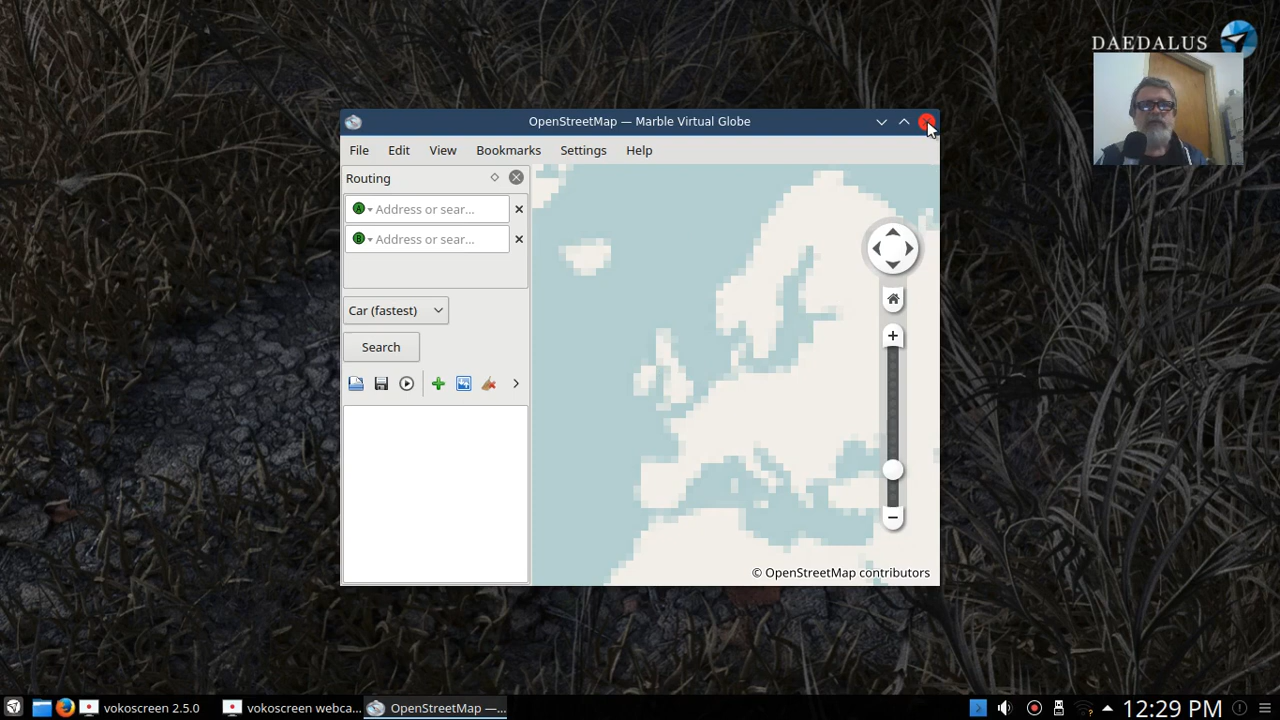 DAEDALUS
OpenStreetMap — Marble Virtual Globe
File Edit View Bookmarks Settings Help
Routing
A Address or sear...
B Address or sear...
Car (fastest)
Search
© OpenStreetMap contributors
vokoscreen 2.5.0 vokoscreen webca... OpenStreetMap —... 12:29 PM